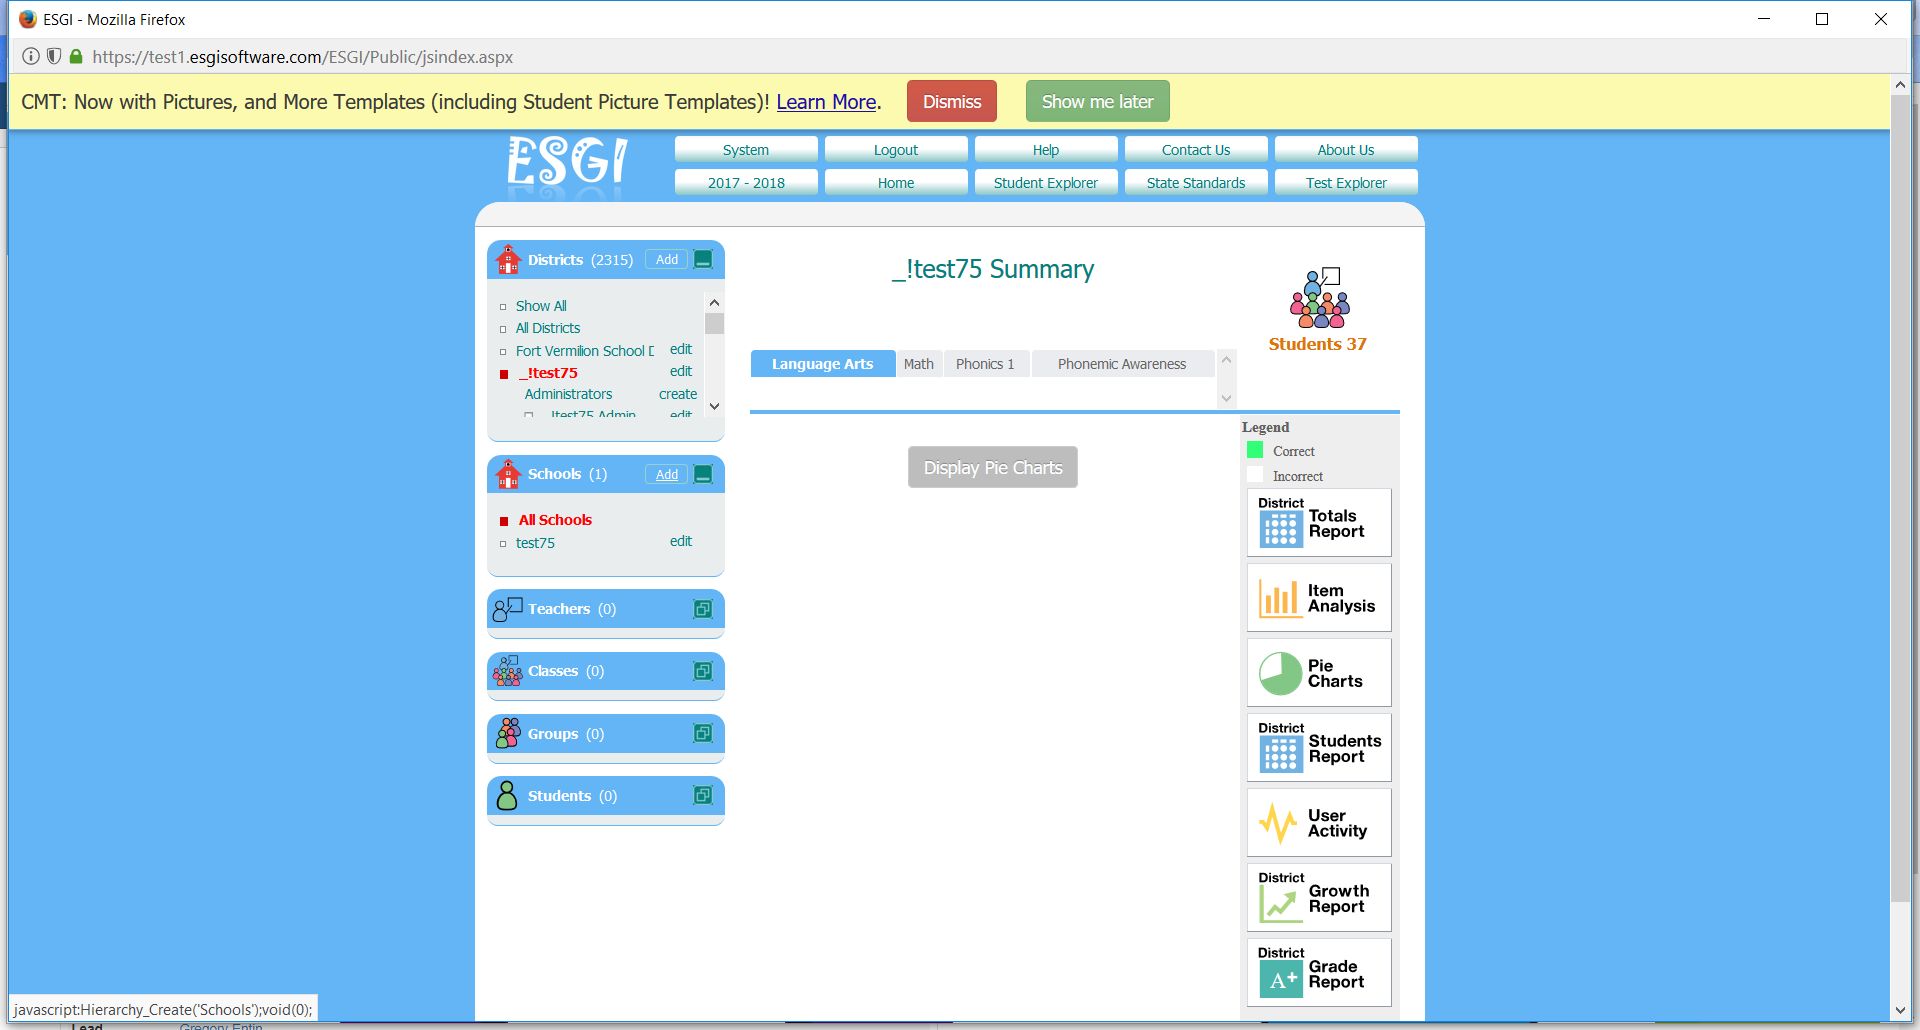 ESGI - Mozilla Firefox
https://test1.esgisoftware.com/ESGI/Public/jsindex.aspx
CMT: Now with Pictures, and More Templates (including Student Picture Templates)! Learn More. Dismiss Show me later
ESGI
System Logout Help Contact Us About Us
2017 - 2018 Home Student Explorer State Standards Test Explorer
Districts (2315) Add
Show All
All Districts
Fort Vermilion School D edit
_!test75 edit
Administrators create
!test75 Admin edit
Schools (1) Add
All Schools
test75 edit
Teachers (0)
Classes (0)
Groups (0)
Students (0)
_!test75 Summary
Students 37
Language Arts Math Phonics 1 Phonemic Awareness
Display Pie Charts
Legend
Correct
Incorrect
District
Totals
Report
Item
Analysis
Pie
Charts
District
Students
Report
User
Activity
District
Growth
Report
District
A+
Grade
Report
javascript:Hierarchy_Create('Schools');void(0);
Lead Gregory Entin